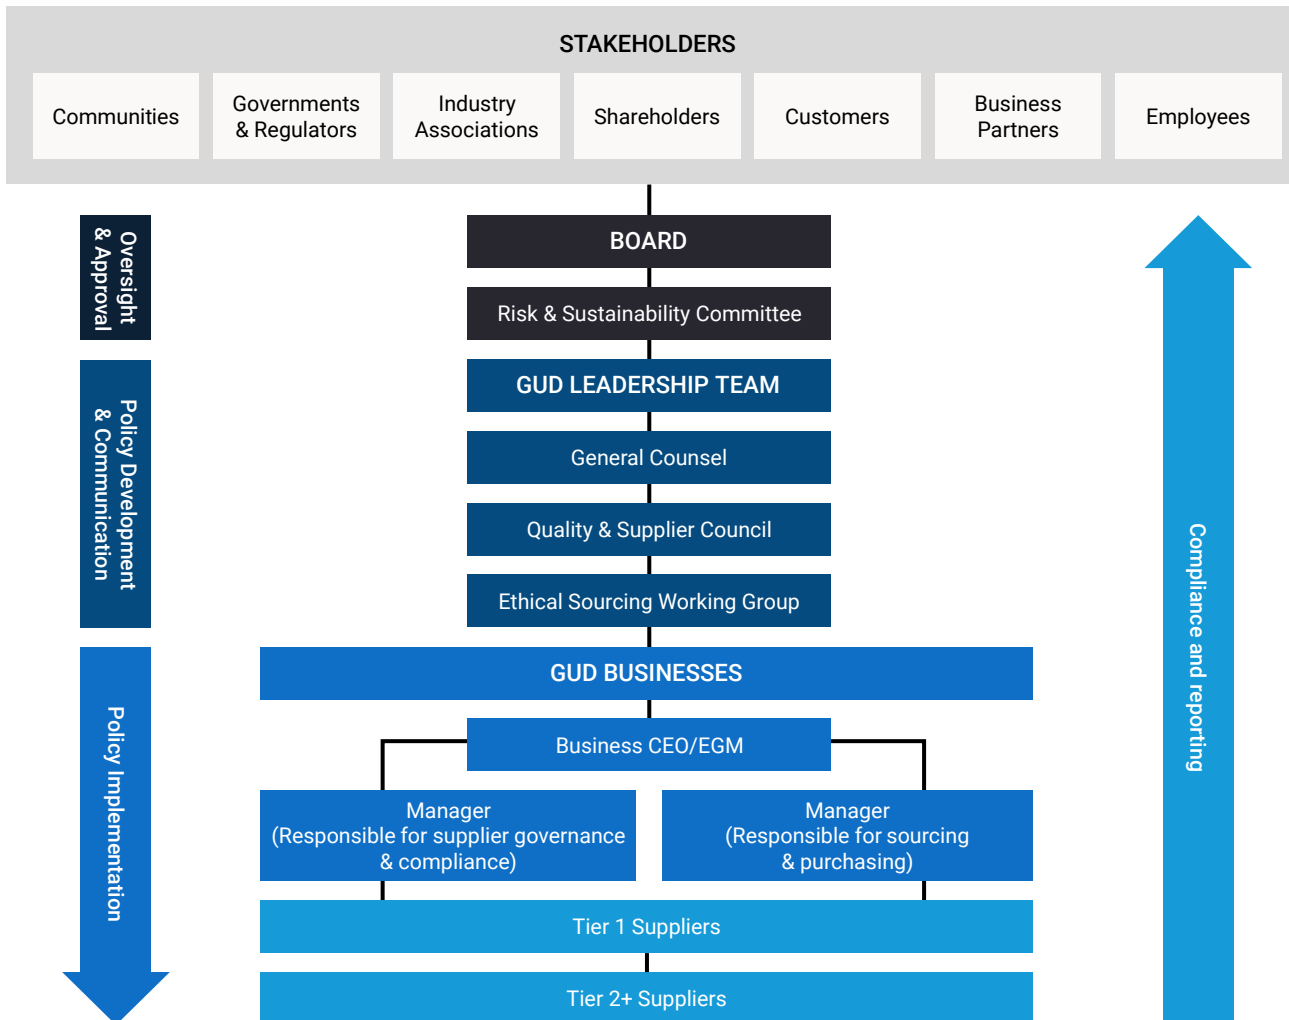 STAKEHOLDERS
Communities
Governments
& Regulators
Industry
Associations
Shareholders
Customers
Business
Partners
Employees
Oversight
& Approval
BOARD
Risk & Sustainability Committee
Policy Development
& Communication
GUD LEADERSHIP TEAM
General Counsel
Quality & Supplier Council
Ethical Sourcing Working Group
Policy Implementation
GUD BUSINESSES
Business CEO/EGM
Manager
(Responsible for supplier governance
& compliance)
Manager
(Responsible for sourcing
& purchasing)
Tier 1 Suppliers
Tier 2+ Suppliers
Compliance and reporting